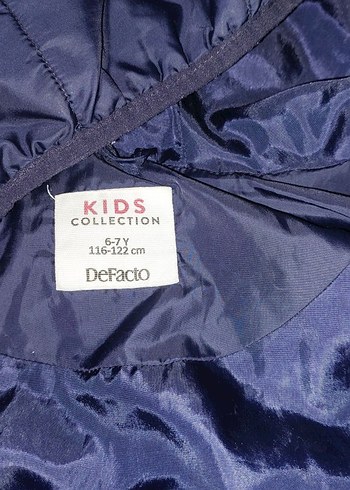 KIDS
COLLECTION
6-7 Y
116-122 cm
DeFacto